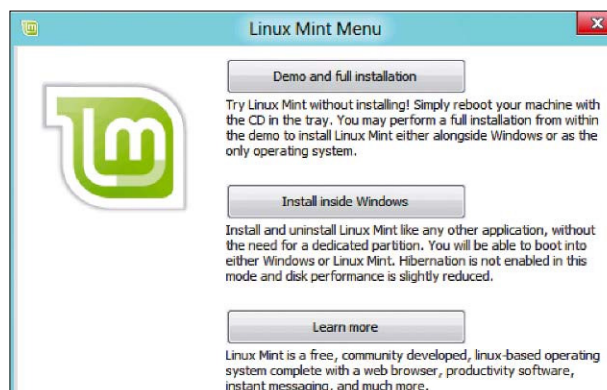 Linux Mint Menu
Demo and full installation
Try Linux Mint without installing! Simply reboot your machine with
the CD in the tray. You may perform a full installation from within
the demo to install Linux Mint either alongside Windows or as the
only operating system.
Install inside Windows
Install and uninstall Linux Mint like any other application, without
the need for a dedicated partition. You will be able to boot into
either Windows or Linux Mint. Hibernation is not enabled in this
mode and disk performance is slightly reduced.
Learn more
Linux Mint is a free, community developed, linux-based operating
system complete with a web browser, productivity software,
instant messaging, and much more.